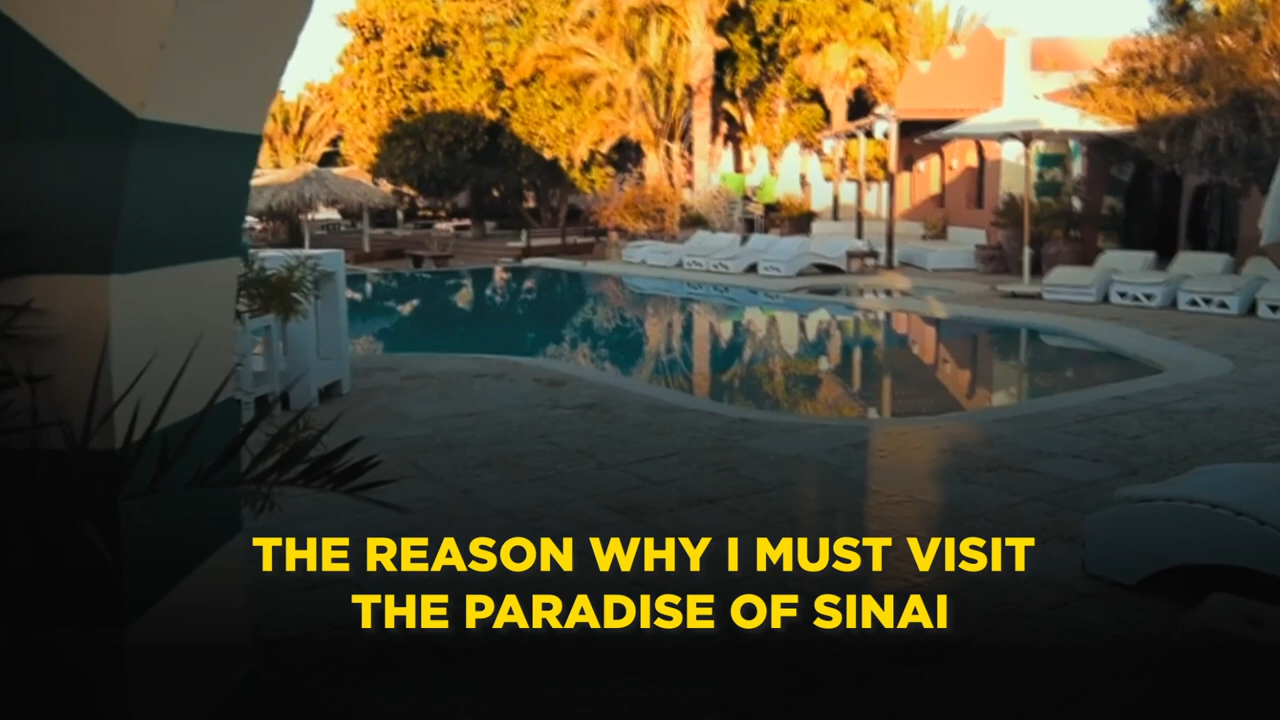 THE REASON WHY I MUST VISIT
THE PARADISE OF SINAI